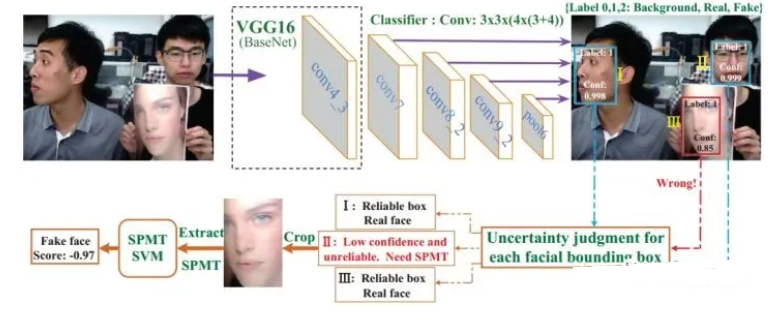 {Label 0,1,2: Background, Real, Fake}
VGG16
(BaseNet)
Classifier : Conv: 3x3x(4x(3+4))
conv4_3
conv7
conv8_2
conv9_2
pool6
Label: 1
I
Conf:
0.998
Label: 1
II
Conf:
0.999
Label: 1
III
Conf:
0.85
Wrong!
I: Reliable box
Real face
II: Low confidence and
unreliable. Need SPMT
III: Reliable box
Real face
Uncertainty judgment for
each facial bounding box
Crop
Extract
SPMT
SPMT
SVM
Fake face
Score: -0.97